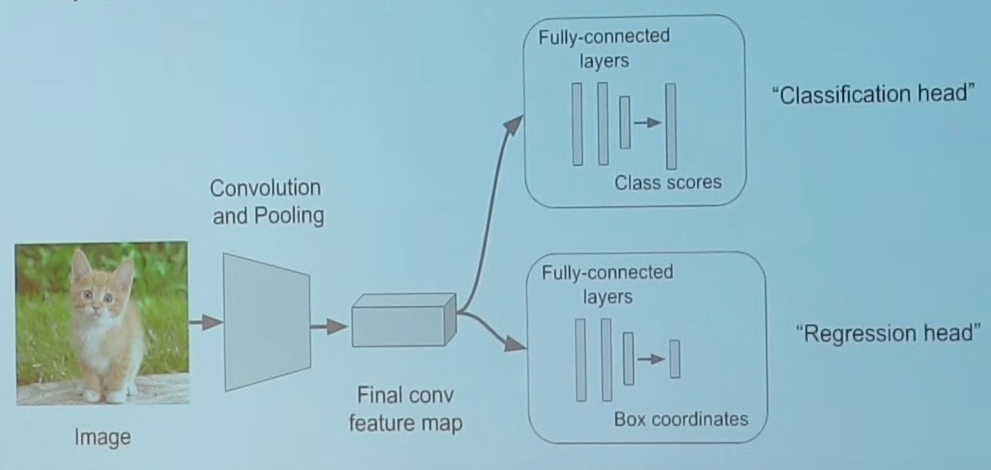 Fully-connected
layers
Class scores
"Classification head"
Convolution
and Pooling
Image
Final conv
feature map
Fully-connected
layers
Box coordinates
"Regression head"